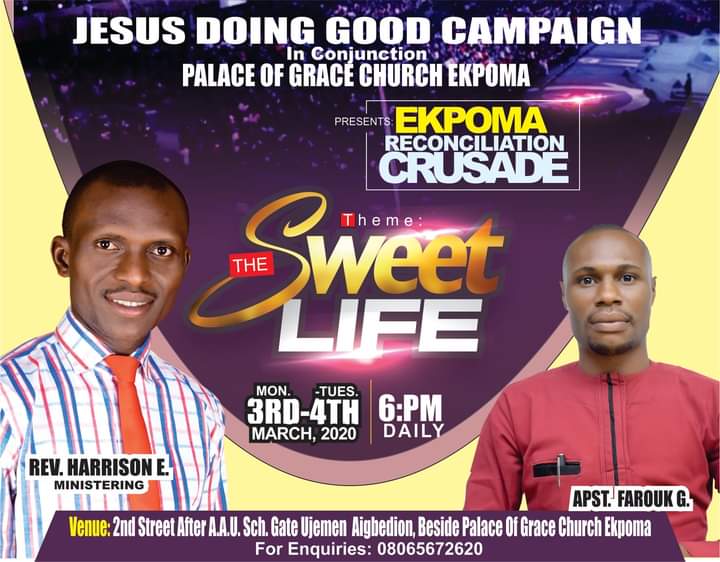 JESUS DOING GOOD CAMPAIGN
In Conjunction
PALACE OF GRACE CHURCH EKPOMA
PRESENTS: EKPOMA
RECONCILIATION
CRUSADE
Theme:
THE Sweet
LIFE
MON. -TUES.
3RD-4TH
MARCH, 2020
6:PM
DAILY
REV. HARRISON E.
MINISTERING
APST. FAROUK G.
Venue: 2nd Street After A.A.U. Sch. Gate Ujemen Aigbedion, Beside Palace Of Grace Church Ekpoma
For Enquiries: 08065672620